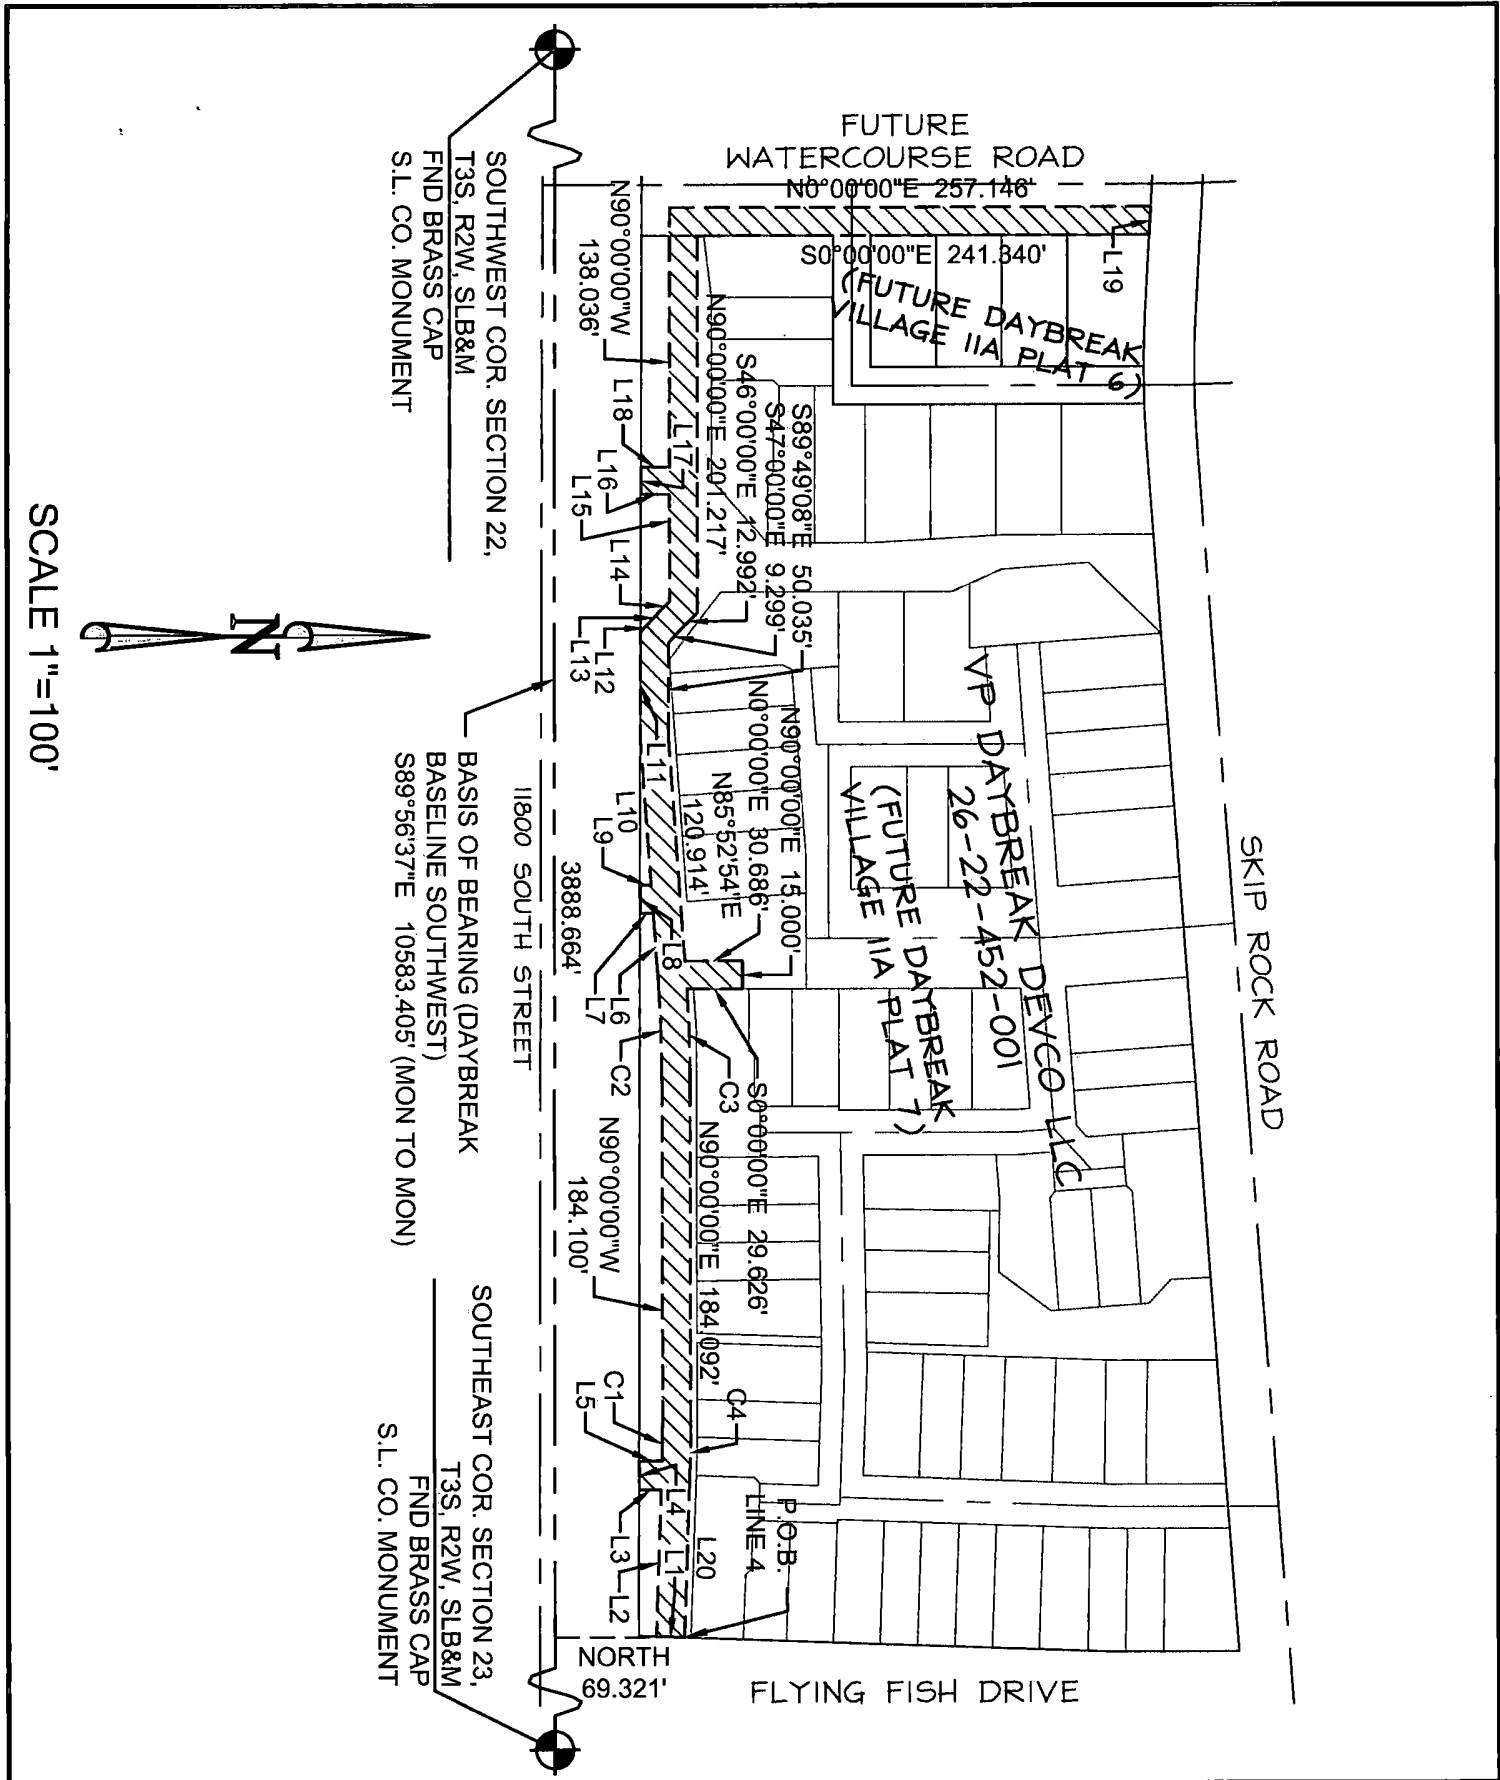 SKIP ROCK ROAD
FUTURE
WATERCOURSE ROAD
N0°00'00"E 257.146'
L19
S0°00'00"E 241.340'
(FUTURE DAYBREAK
VILLAGE 11A PLAT 6)
VP DAYBREAK DEVCO LLC
26-22-452-001
(FUTURE DAYBREAK
VILLAGE 11A PLAT 7)
S89°49'08"E 50.035'
S47°00'00"E 9.299'
S46°00'00"E 12.992'
N90°00'00"E 201.217'
N90°00'00"E 15.000'
N0°00'00"E 30.686'
N85°52'54"E
120.914'
S0°00'00"E 29.626'
C3
N90°00'00"E 184.092'
C4
P.O.B.
LINE 4
L20
FLYING FISH DRIVE
N90°00'00"W
138.036'
L18
L17
L16
L15
L14
L13
L12
L11
L10
L9
L8
L7
L6
C2
N90°00'00"W
184.100'
C1
L5
L4
L3
L2
L1
NORTH
69.321'
3888.664'
11800 SOUTH STREET
SOUTHWEST COR. SECTION 22,
T3S, R2W, SLB&M
FND BRASS CAP
S.L. CO. MONUMENT
BASIS OF BEARING (DAYBREAK
BASELINE SOUTHWEST)
S89°56'37"E 10583.405' (MON TO MON)
SOUTHEAST COR. SECTION 23,
T3S, R2W, SLB&M
FND BRASS CAP
S.L. CO. MONUMENT
N
SCALE 1"=100'